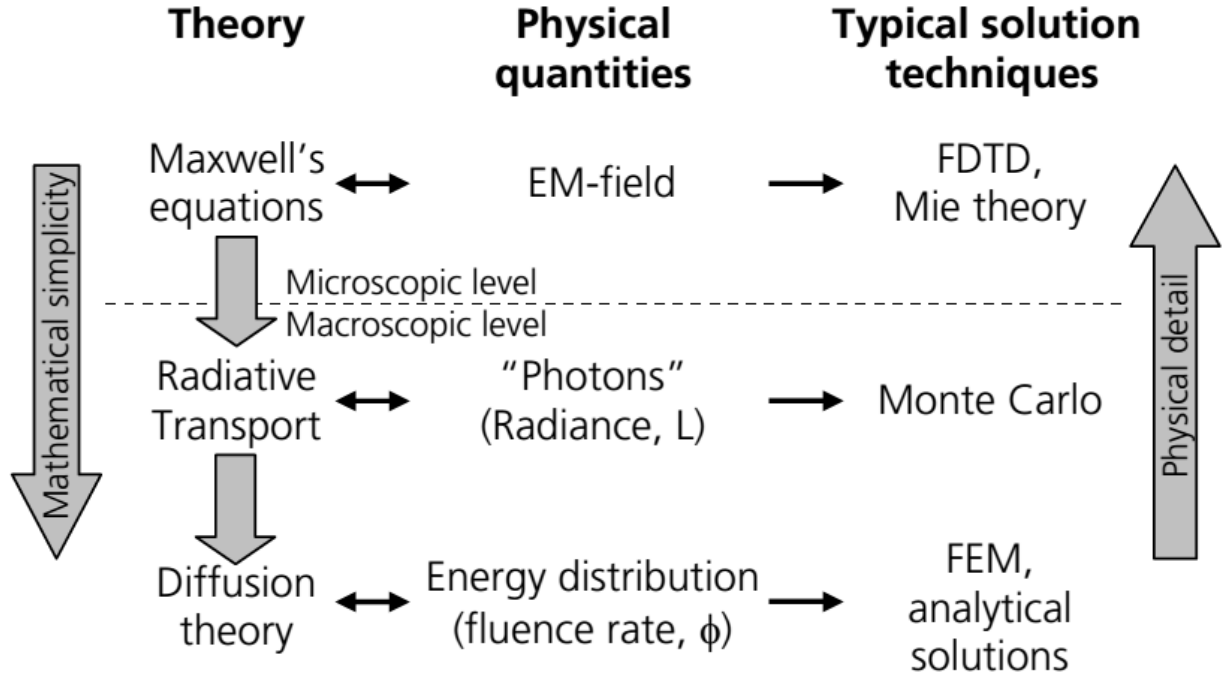 Theory
Physical
quantities
Typical solution
techniques
Mathematical simplicity
Maxwell’s
equations
EM-field
FDTD,
Mie theory
Physical detail
Microscopic level
Macroscopic level
Radiative
Transport
“Photons”
(Radiance, L)
Monte Carlo
Diffusion
theory
Energy distribution
(fluence rate, ϕ)
FEM,
analytical
solutions